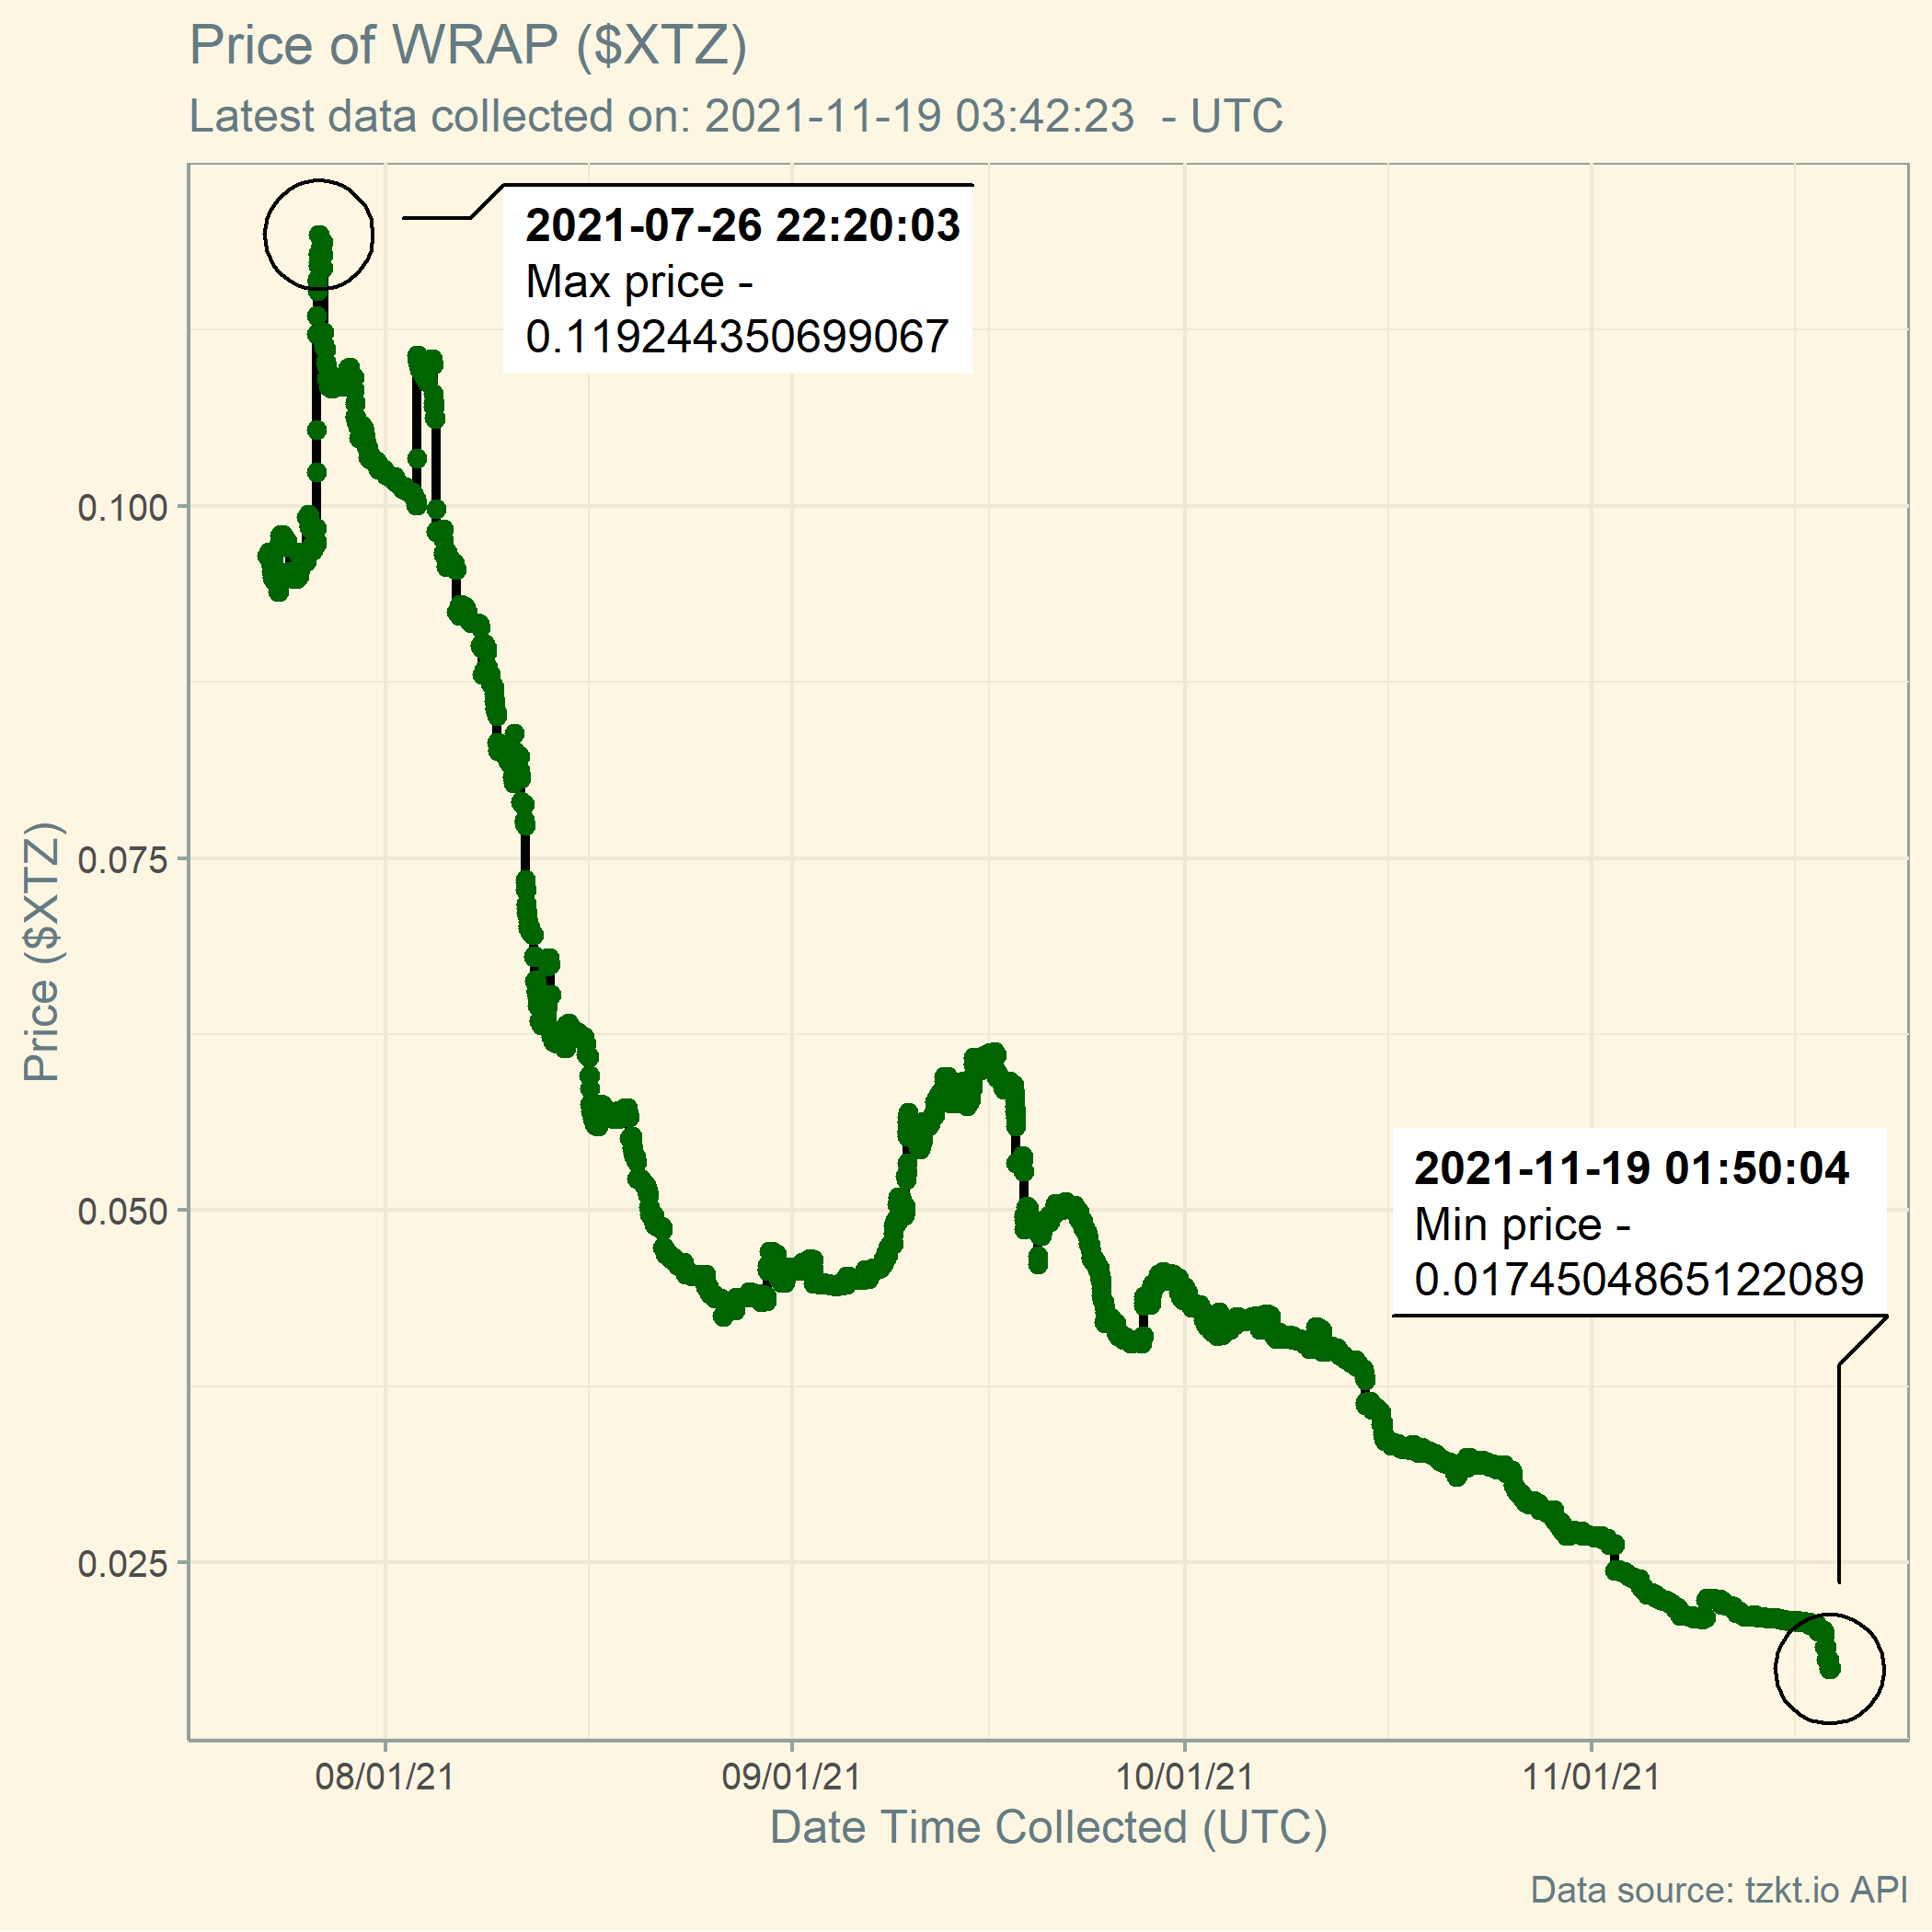 Price of WRAP ($XTZ)
Latest data collected on: 2021-11-19 03:42:23  - UTC
2021-07-26 22:20:03
Max price -
0.119244350699067
0.100
0.075
0.050
0.025
Price ($XTZ)
2021-11-19 01:50:04
Min price -
0.0174504865122089
08/01/21
09/01/21
10/01/21
11/01/21
Date Time Collected (UTC)
Data source: tzkt.io API